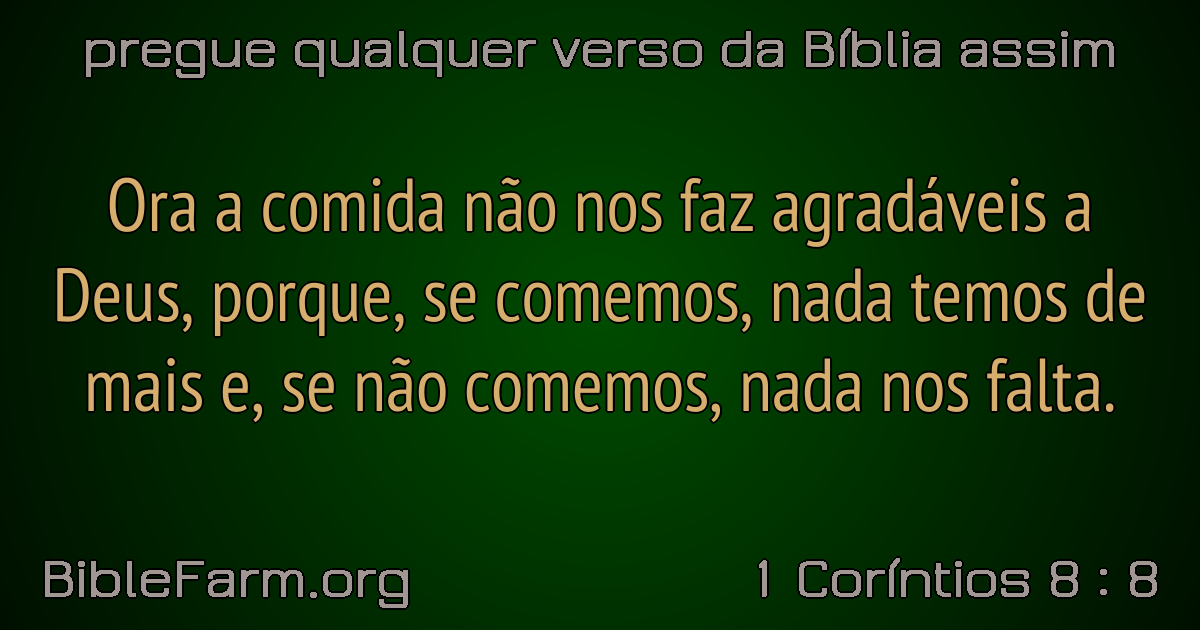 pregue qualquer verso da Bíblia assim
Ora a comida não nos faz agradáveis a
Deus, porque, se comemos, nada temos de
mais e, se não comemos, nada nos falta.
BibleFarm.org
1 Coríntios 8 : 8